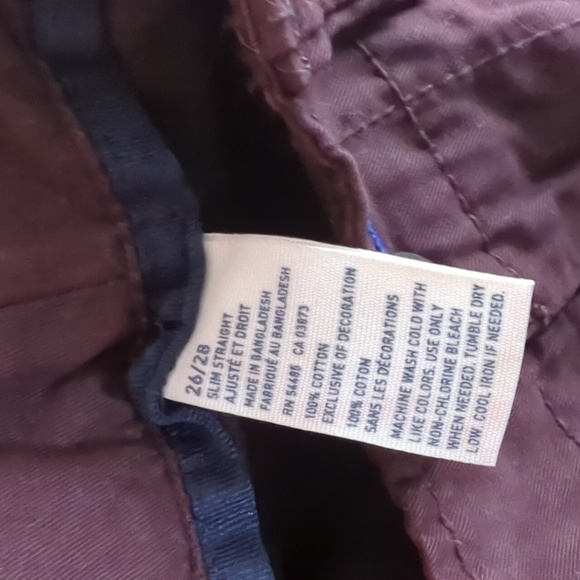 26/28
SLIM STRAIGHT
AJUSTÉ ET DROIT
MADE IN BANGLADESH
FABRIQUE AU BANGLADESH
RN 54485 CA 03873
100% COTTON
EXCLUSIVE OF DECORATION
100% COTON
SANS LES DÉCORATIONS
MACHINE WASH COLD WITH
LIKE COLORS. USE ONLY
NON-CHLORINE BLEACH
WHEN NEEDED. TUMBLE DRY
LOW. COOL IRON IF NEEDED.